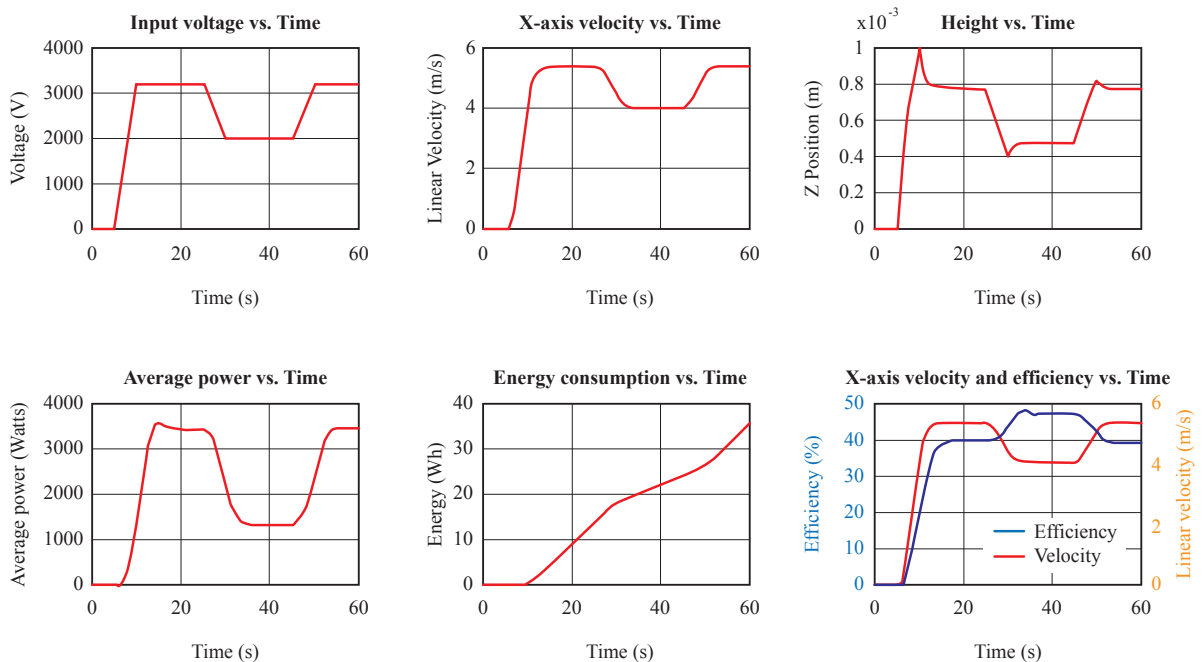 Input voltage vs. Time
4000
3000
2000
1000
0
Voltage (V)
0 20 40 60
Time (s)
X-axis velocity vs. Time
6
4
2
0
Linear Velocity (m/s)
0 20 40 60
Time (s)
x10-3
Height vs. Time
1
0.8
0.6
0.4
0.2
0
Z Position (m)
0 20 40 60
Time (s)
Average power vs. Time
4000
3000
2000
1000
0
Average power (Watts)
0 20 40 60
Time (s)
Energy consumption vs. Time
40
30
20
10
0
Energy (Wh)
0 20 40 60
Time (s)
X-axis velocity and efficiency vs. Time
50
40
30
20
10
0
Efficiency (%)
6
4
2
0
Linear velocity (m/s)
Efficiency
Velocity
0 20 40 60
Time (s)